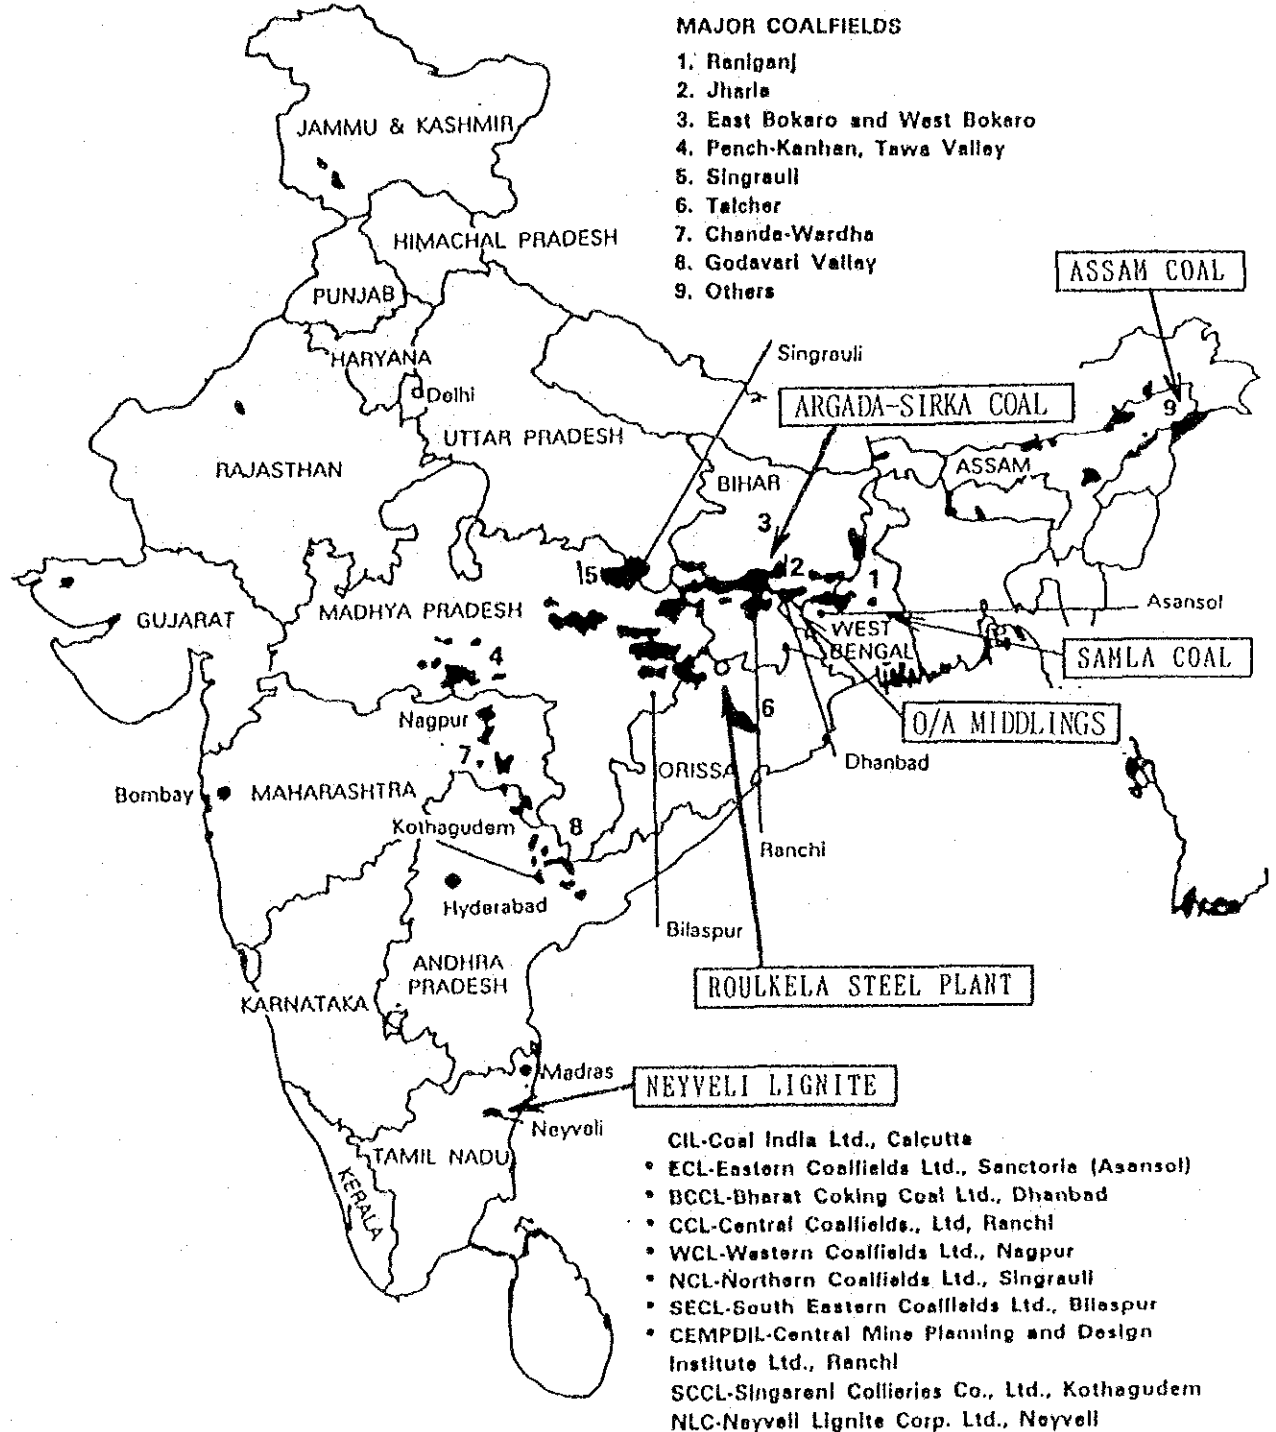 MAJOR COALFIELDS
1. Raniganj
2. Jharia
3. East Bokaro and West Bokaro
4. Pench-Kanhan, Tawa Valley
5. Singrauli
6. Talcher
7. Chanda-Wardha
8. Godavari Valley
9. Others
JAMMU & KASHMIR
HIMACHAL PRADESH
PUNJAB
ASSAM COAL
HARYANA
Singrauli
Delhi
ARGADA-SIRKA COAL
9
UTTAR PRADESH
RAJASTHAN
BIHAR
ASSAM
3
5
2
1
Asansol
GUJARAT
MADHYA PRADESH
WEST
BENGAL
SAMLA COAL
4
Nagpur
6
O/A MIDDLINGS
7
ORISSA
Dhanbad
Bombay
MAHARASHTRA
Kothagudem
8
Ranchi
Hyderabad
Bilaspur
ANDHRA
PRADESH
ROULKELA STEEL PLANT
KARNATAKA
Madras
NEYVELI LIGNITE
Neyveli
TAMIL NADU
KERALA
CIL-Coal India Ltd., Calcutta
• ECL-Eastern Coalfields Ltd., Sanctoria (Asansol)
• BCCL-Bharat Coking Coal Ltd., Dhanbad
• CCL-Central Coalfields., Ltd, Ranchi
• WCL-Western Coalfields Ltd., Nagpur
• NCL-Northern Coalfields Ltd., Singrauli
• SECL-South Eastern Coalfields Ltd., Bilaspur
• CEMPDIL-Central Mine Planning and Design
Institute Ltd., Ranchi
SCCL-Singareni Collieries Co., Ltd., Kothagudem
NLC-Neyveli Lignite Corp. Ltd., Neyveli